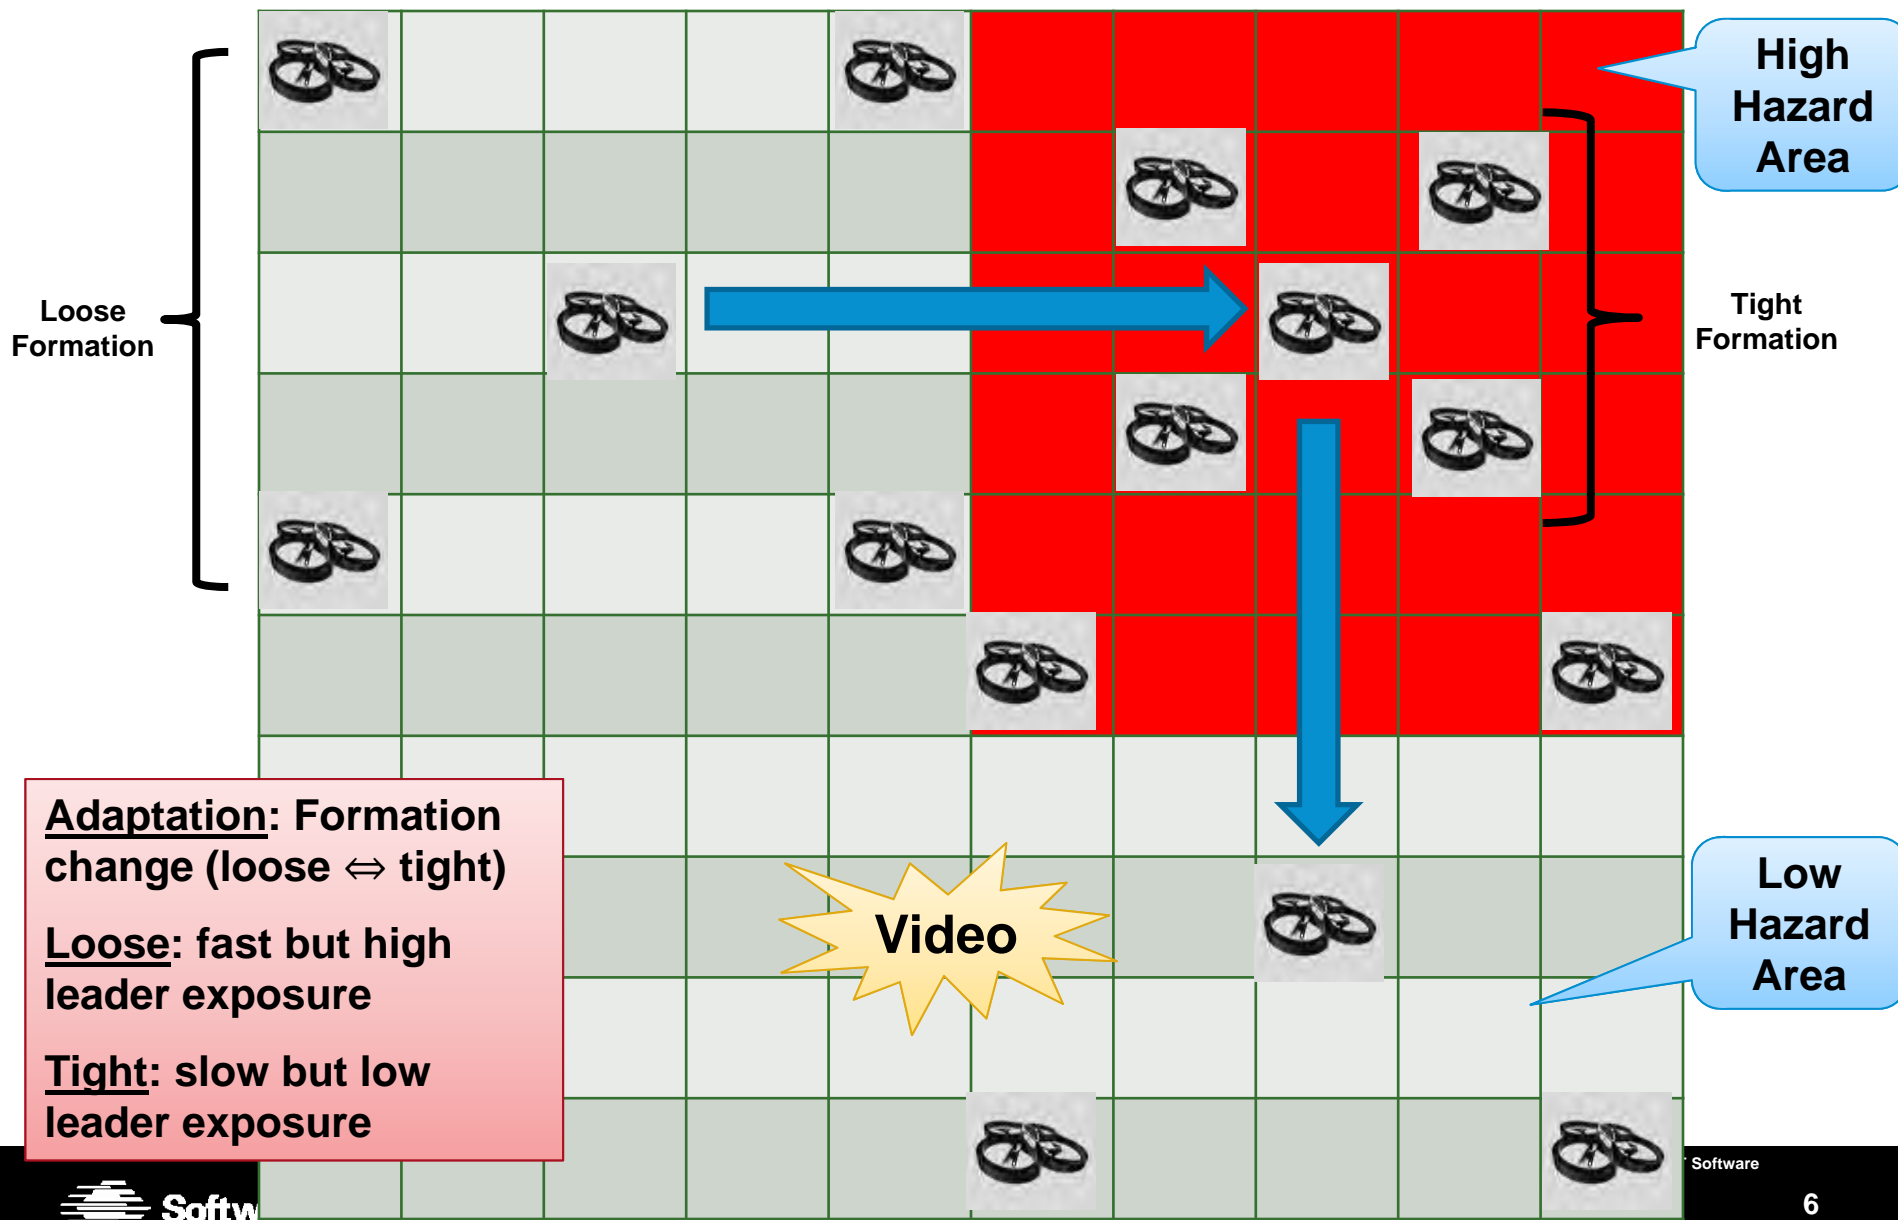 High
Hazard
Area
Loose
Formation
Tight
Formation
Adaptation: Formation
change (loose ⇔ tight)
Loose: fast but high
leader exposure
Tight: slow but low
leader exposure
Video
Low
Hazard
Area
Software
6